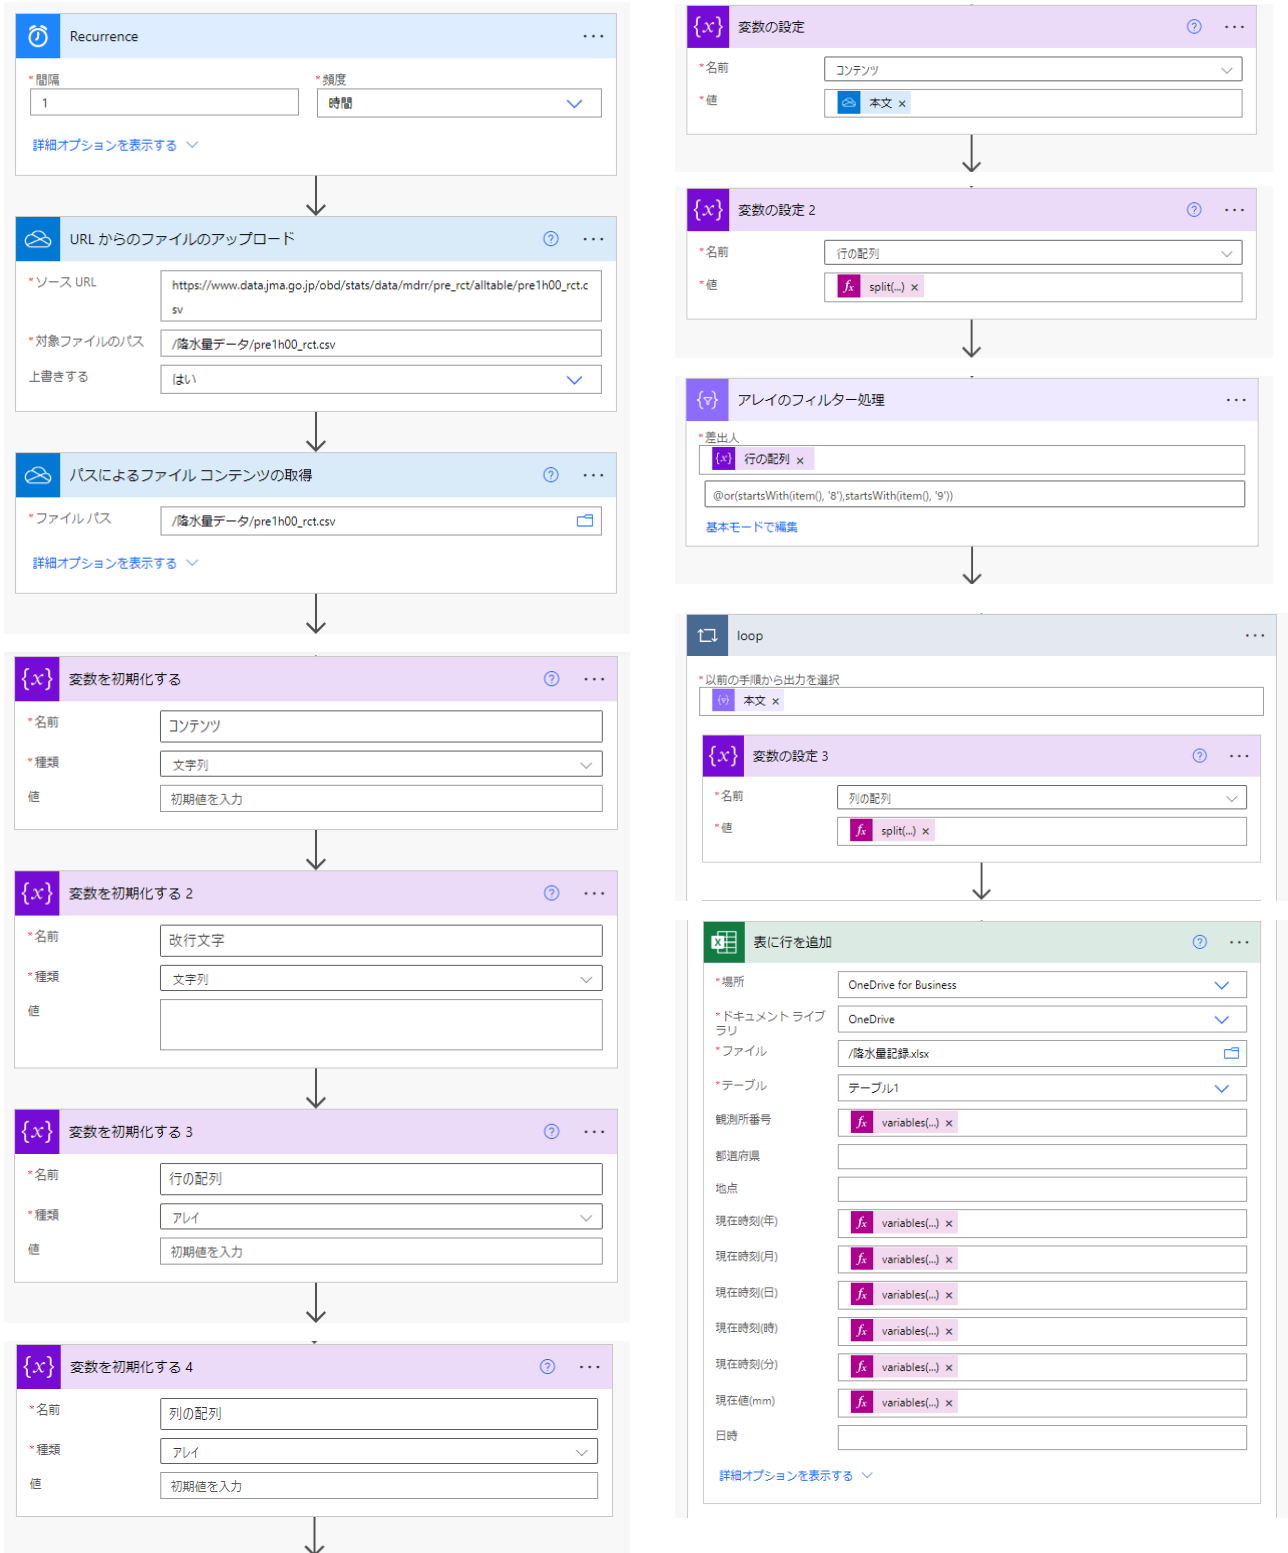 Recurrence
*間隔
1
*頻度
時間
詳細オプションを表示する
URL からのファイルのアップロード
*ソース URL
https://www.data.jma.go.jp/obd/stats/data/mdrr/pre_rct/alltable/pre1h00_rct.c
sv
*対象ファイルのパス
/降水量データ/pre1h00_rct.csv
上書きする
はい
パスによるファイル コンテンツの取得
*ファイル パス
/降水量データ/pre1h00_rct.csv
詳細オプションを表示する
{x} 変数を初期化する
*名前
コンテンツ
*種類
文字列
値
初期値を入力
{x} 変数を初期化する 2
*名前
改行文字
*種類
文字列
値
{x} 変数を初期化する 3
*名前
行の配列
*種類
アレイ
値
初期値を入力
{x} 変数を初期化する 4
*名前
列の配列
*種類
アレイ
値
初期値を入力
{x} 変数の設定
*名前
コンテンツ
*値
本文 ×
{x} 変数の設定 2
*名前
行の配列
*値
fx split(...) ×
アレイのフィルター処理
*差出人
{x} 行の配列 ×
@or(startsWith(item(), '8'),startsWith(item(), '9'))
基本モードで編集
loop
*以前の手順から出力を選択
本文 ×
{x} 変数の設定 3
*名前
列の配列
*値
fx split(...) ×
表に行を追加
*場所
OneDrive for Business
*ドキュメント ライブ
ラリ
OneDrive
*ファイル
/降水量記録.xlsx
*テーブル
テーブル1
観測所番号
fx variables(...) ×
都道府県
地点
現在時刻(年)
fx variables(...) ×
現在時刻(月)
fx variables(...) ×
現在時刻(日)
fx variables(...) ×
現在時刻(時)
fx variables(...) ×
現在時刻(分)
fx variables(...) ×
現在値(mm)
fx variables(...) ×
日時
詳細オプションを表示する